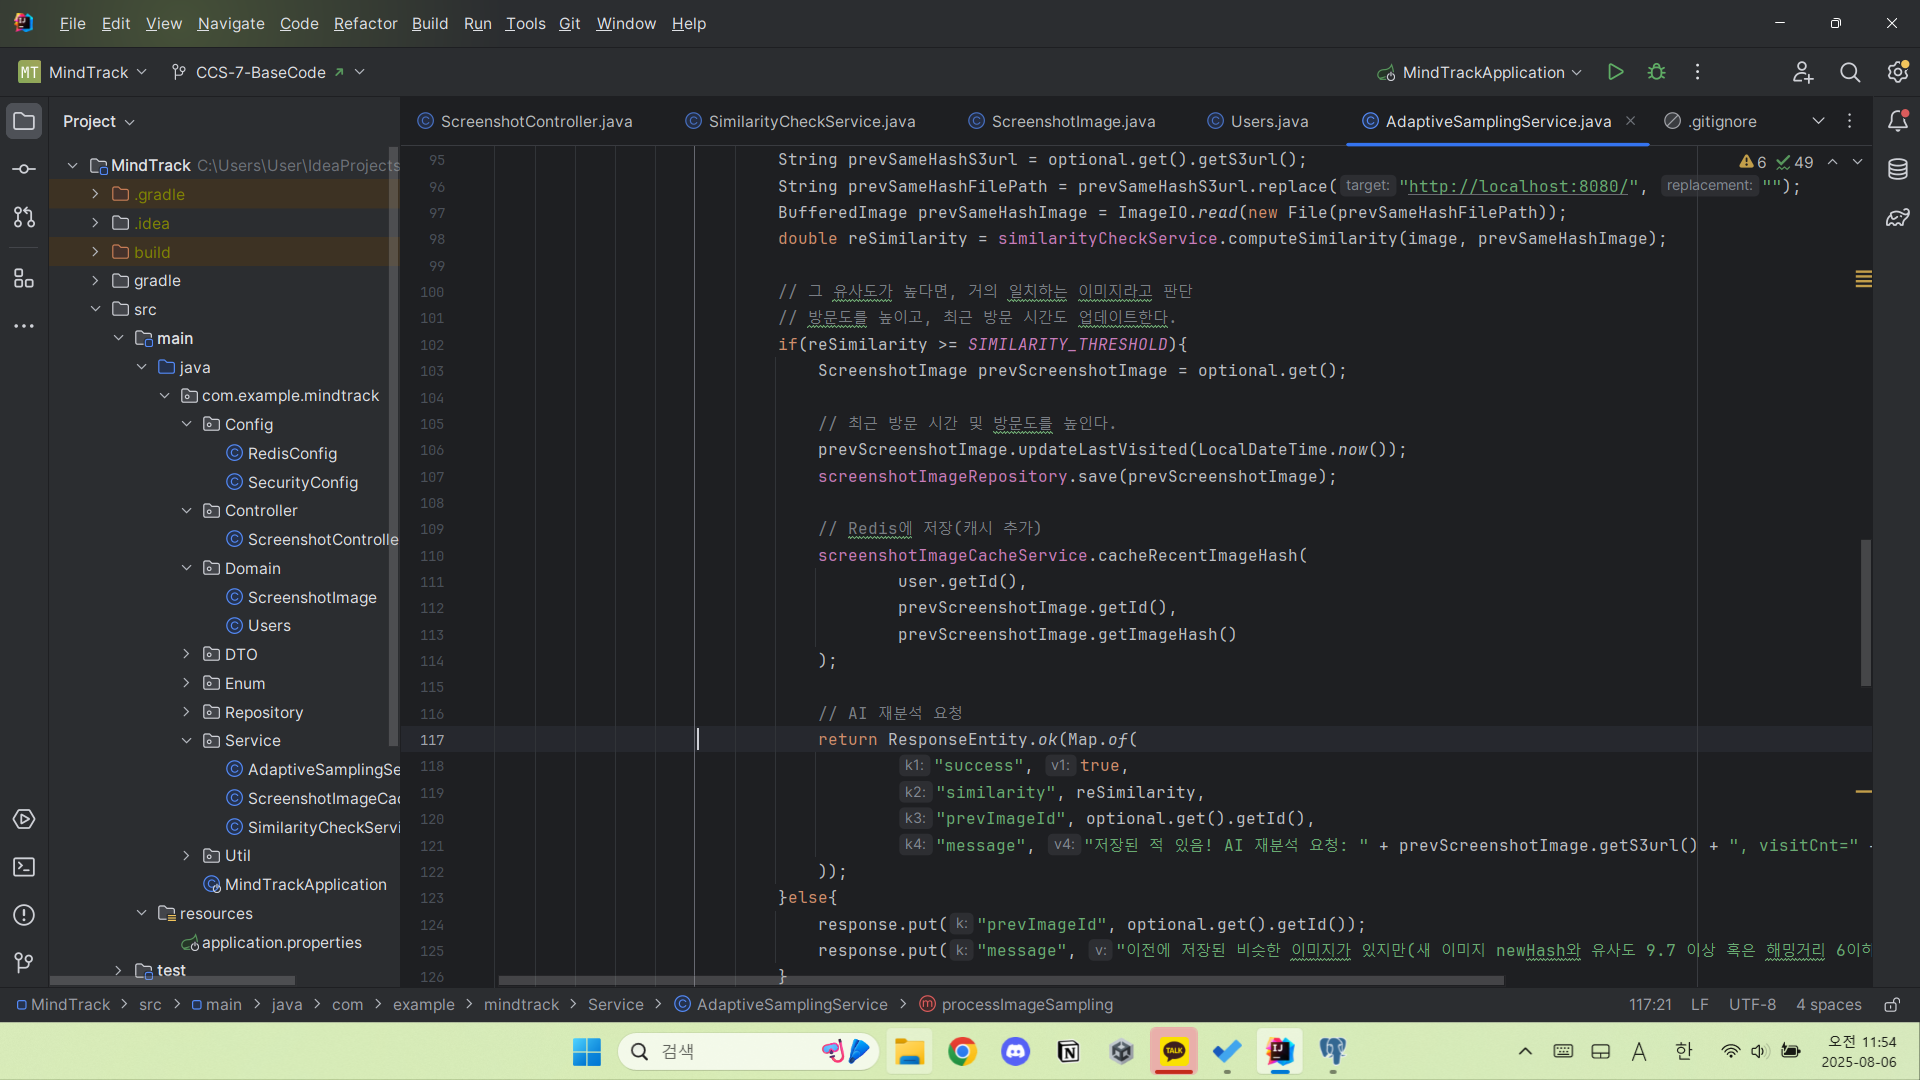 File Edit View Navigate Code Refactor Build Run Tools Git Window Help
MT MindTrack CCS-7-BaseCode MindTrackApplication
Project
ScreenshotController.java SimilarityCheckService.java ScreenshotImage.java Users.java AdaptiveSamplingService.java .gitignore
MindTrack C:\Users\User\IdeaProjects
.gradle
.idea
build
gradle
src
main
java
com.example.mindtrack
Config
RedisConfig
SecurityConfig
Controller
ScreenshotControlle
Domain
ScreenshotImage
Users
DTO
Enum
Repository
Service
AdaptiveSamplingSe
ScreenshotImageCac
SimilarityCheckServi
Util
MindTrackApplication
resources
application.properties
test
6 49
95 String prevSameHashS3url = optional.get().getS3url();
96 String prevSameHashFilePath = prevSameHashS3url.replace( target: "http://localhost:8080/", replacement: "");
97 BufferedImage prevSameHashImage = ImageIO.read(new File(prevSameHashFilePath));
98 double reSimilarity = similarityCheckService.computeSimilarity(image, prevSameHashImage);
99
100 // 그 유사도가 높다면, 거의 일치하는 이미지라고 판단
101 // 방문도를 높이고, 최근 방문 시간도 업데이트한다.
102 if(reSimilarity >= SIMILARITY_THRESHOLD){
103 ScreenshotImage prevScreenshotImage = optional.get();
104
105 // 최근 방문 시간 및 방문도를 높인다.
106 prevScreenshotImage.updateLastVisited(LocalDateTime.now());
107 screenshotImageRepository.save(prevScreenshotImage);
108
109 // Redis에 저장(캐시 추가)
110 screenshotImageCacheService.cacheRecentImageHash(
111 user.getId(),
112 prevScreenshotImage.getId(),
113 prevScreenshotImage.getImageHash()
114 );
115
116 // AI 재분석 요청
117 return ResponseEntity.ok(Map.of(
118 k1: "success", v1: true,
119 k2: "similarity", reSimilarity,
120 k3: "prevImageId", optional.get().getId(),
121 k4: "message", v4: "저장된 적 있음! AI 재분석 요청: " + prevScreenshotImage.getS3url() + ", visitCnt=" +
122 ));
123 }else{
124 response.put( k: "prevImageId", optional.get().getId());
125 response.put( k: "message", v: "이전에 저장된 비슷한 이미지가 있지만(새 이미지 newHash와 유사도 9.7 이상 혹은 해밍거리 6이하
126 }
MindTrack > src > main > java > com > example > mindtrack > Service > AdaptiveSamplingService > processImageSampling 117:21 LF UTF-8 4 spaces
검색 TALK A 한 오전 11:54
2025-08-06